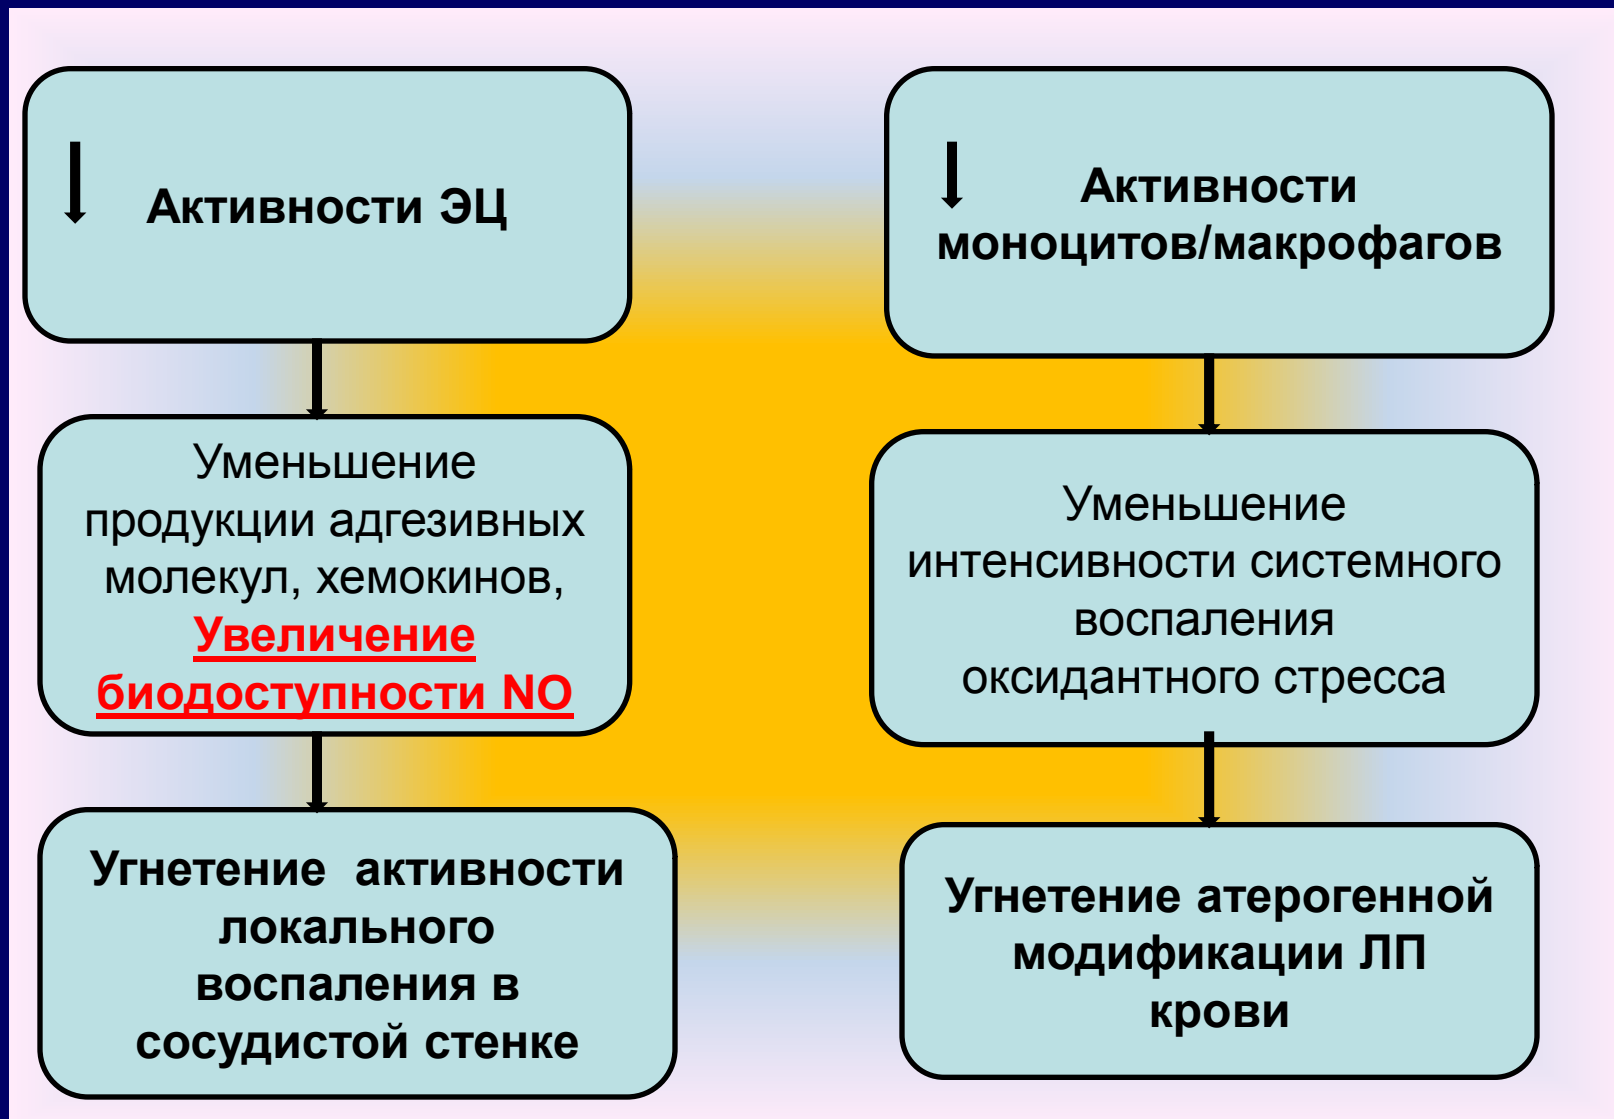 Активности ЭЦ
Уменьшение
продукции адгезивных
молекул, хемокинов,
Увеличение
биодоступности NO
Угнетение активности
локального
воспаления в
сосудистой стенке
Активности
моноцитов/макрофагов
Уменьшение
интенсивности системного
воспаления
оксидантного стресса
Угнетение атерогенной
модификации ЛП
крови